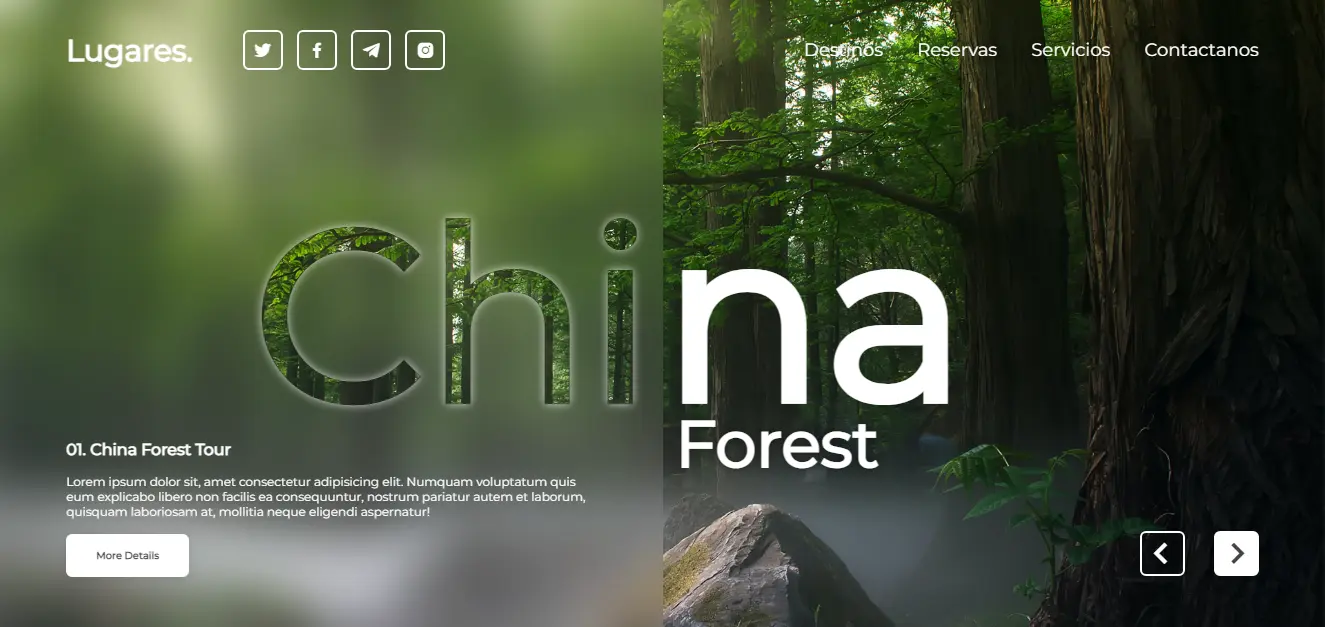 Lugares.
Destinos Reservas Servicios Contactanos
China
Forest
01. China Forest Tour
Lorem ipsum dolor sit, amet consectetur adipisicing elit. Numquam voluptatum quis
eum explicabo libero non facilis ea consequuntur, nostrum pariatur autem et laborum,
quisquam laboriosam at, mollitia neque eligendi aspernatur!
More Details